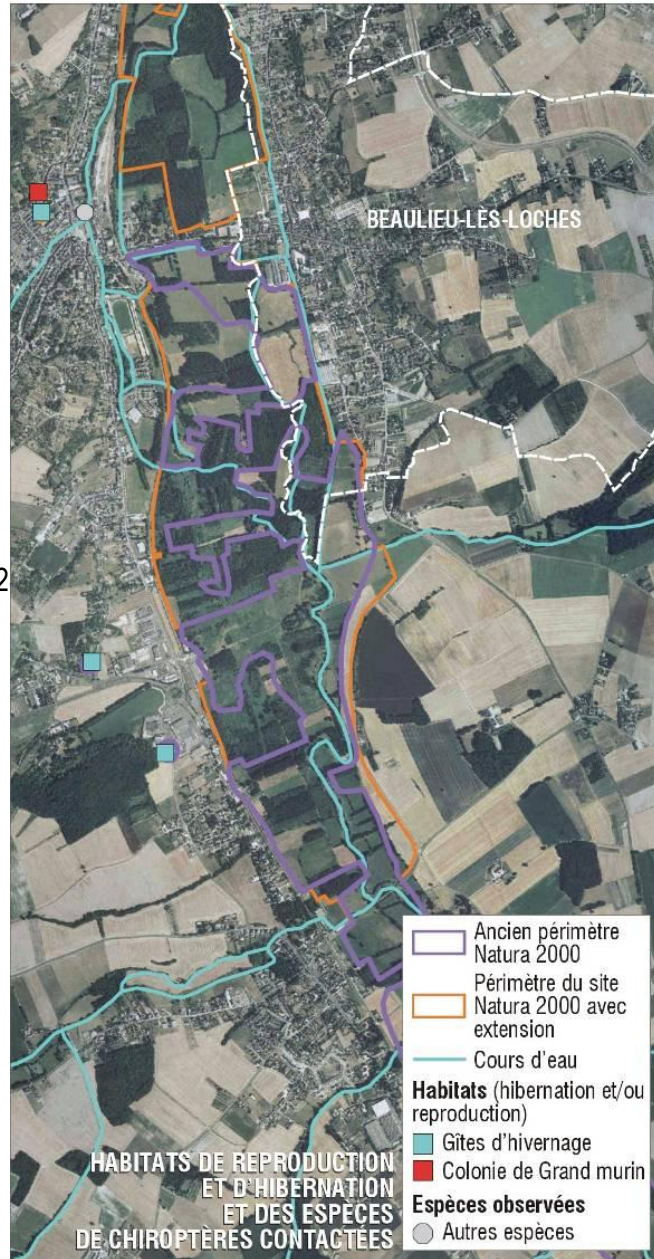 BEAULIEU-LÈS-LOCHES
2
Ancien périmètre
Natura 2000
Périmètre du site
Natura 2000 avec
extension
Cours d'eau
Habitats (hibernation et/ou
reproduction)
Gîtes d'hivernage
Colonie de Grand murin
Espèces observées
Autres espèces
HABITATS DE REPRODUCTION
ET D'HIBERNATION
ET DES ESPÈCES
DE CHIROPTÈRES CONTACTÉES